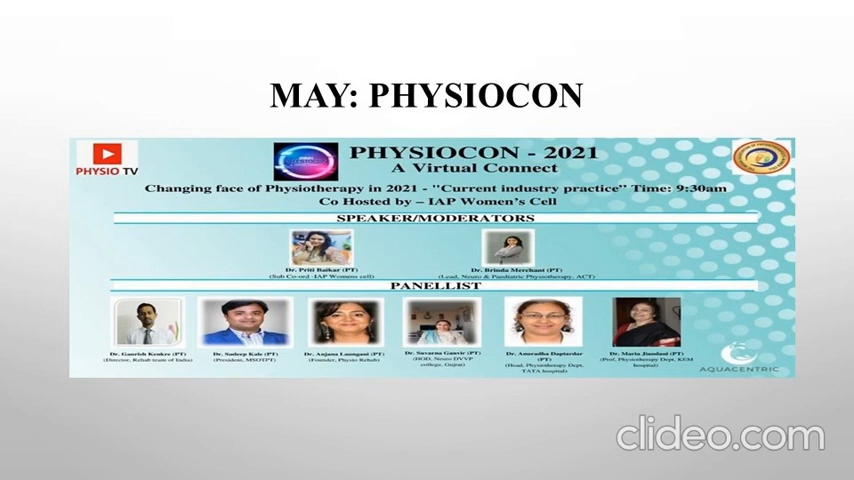 MAY: PHYSIOCON
PHYSIO TV
PHYSIOCON
PHYSIOCON - 2021
A Virtual Connect
Changing face of Physiotherapy in 2021 - "Current industry practice" Time: 9:30am
Co Hosted by – IAP Women's Cell
SPEAKER/MODERATORS
Dr. Priti Baikar (PT)
(Sub Co-ord -IAP Womens cell)
Dr. Brinda Merchant (PT)
(Lead, Neuro & Paediatric Physiotherapy, ACT)
PANELLIST
Dr. Gaurish Kenkre (PT)
(Director, Rehab team of India)
Dr. Sudeep Kale (PT)
(President, MSOTPT)
Dr. Anjana Laungani (PT)
(Founder, Physio Rehab)
Dr. Suvarna Ganvir (PT)
(HOD, Neuro DVVP
college, Gujrat)
Dr. Anuradha Daptardar
(PT)
(Head, Physiotherapy Dept,
TATA hospital)
Dr. Maria Jiandani (PT)
(Prof, Physiotherapy Dept, KEM
hospital)
AQUACENTRIC
clideo.com